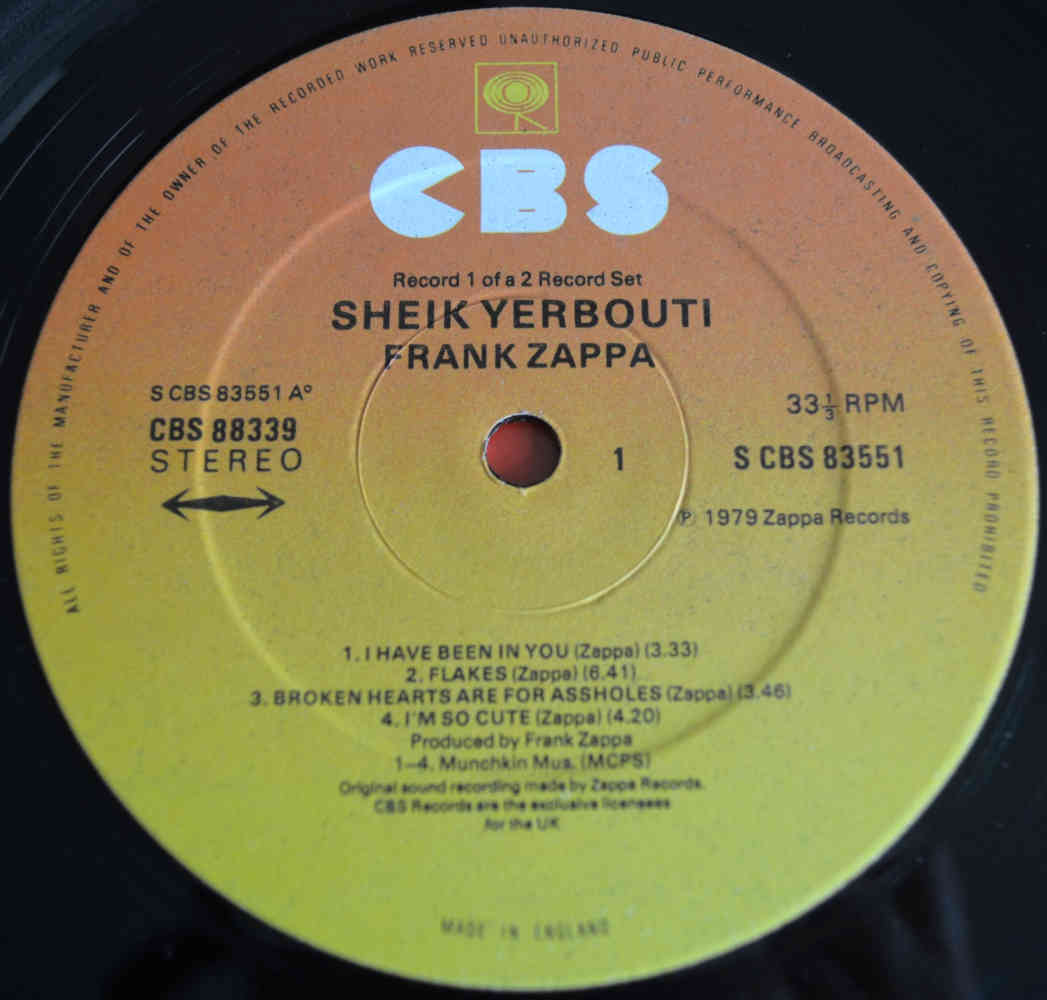 ALL RIGHTS OF THE MANUFACTURER AND OF THE OWNER OF THE RECORDED WORK RESERVED UNAUTHORIZED PUBLIC PERFORMANCE BROADCASTING AND COPYING OF THIS RECORD PROHIBITED
CBS
Record 1 of a 2 Record Set
SHEIK YERBOUTI
FRANK ZAPPA
S CBS 83551 A°
CBS 88339
STEREO
33⅓ RPM
1
S CBS 83551
℗ 1979 Zappa Records
1. I HAVE BEEN IN YOU (Zappa) (3.33)
2. FLAKES (Zappa) (6.41)
3. BROKEN HEARTS ARE FOR ASSHOLES (Zappa) (3.46)
4. I'M SO CUTE (Zappa) (4.20)
Produced by Frank Zappa
1–4. Munchkin Mus. (MCPS)
Original sound recording made by Zappa Records.
CBS Records are the exclusive licensees
for the UK
MADE IN ENGLAND